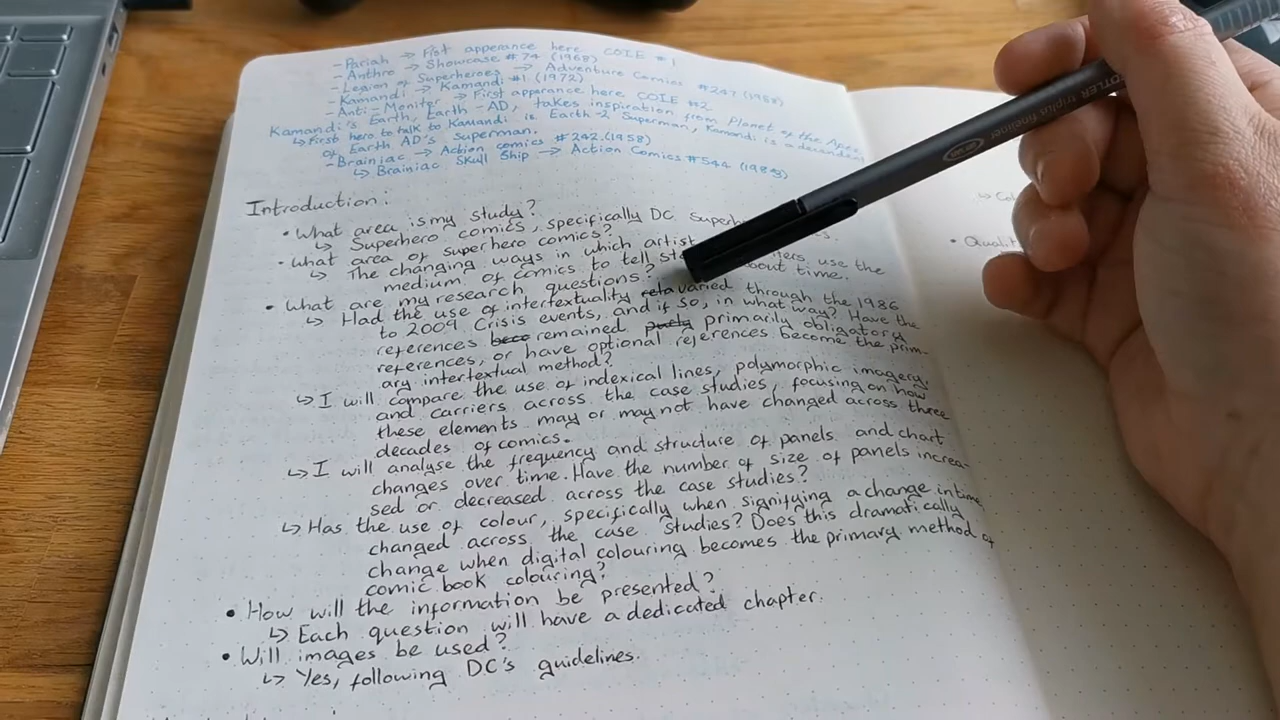 - Pariah → First apperance here COIE #1
- Anthro → Showcase #74 (1968)
- Legion of Superheroes → Adventure Comics #247 (1958)
- Kamandi → Kamandi #1 (1972)
- Anti-Monitor → First apperance here COIE #2
Kamandi's Earth, Earth-AD, takes inspiration from Planet of the Apes
↳ First hero to talk to Kamandi is Earth-2 Superman, Kamandi is a decendent
of Earth AD's Superman.
- Brainiac → Action comics #242 (1958)
↳ Brainiac Skull Ship → Action Comics #544 (1983)
Introduction:
• What area is my study?
↳ Superhero comics, specifically DC
• What area of superhero comics?
↳ The changing ways in which use the
medium of comics to tell about time.
• What are my research questions?
↳ Had the use of intertextuality varied through the 1986
to 2009 Crisis events, and if so, in what way? Have the
references remained primarily obligatory
references, or have optional references become the prim-
ary intertextual method?
↳ I will compare the use of indexical lines, polymorphic imagery,
and carriers across the case studies, focusing on how
these elements may or may not have changed across three
decades of comics.
↳ I will analyse the frequency and structure of panels and chart
changes over time. Have the number of size of panels increa-
sed or decreased across the case studies?
↳ Has the use of colour, specifically when signifying a change in time
changed across the case studies? Does this dramatically
change when digital colouring becomes the primary method of
comic book colouring?
• How will the information be presented?
↳ Each question will have a dedicated chapter.
• Will images be used?
↳ Yes, following DC's guidelines.
↳ Col
• Qualit
STAEDTLER triplus fineliner